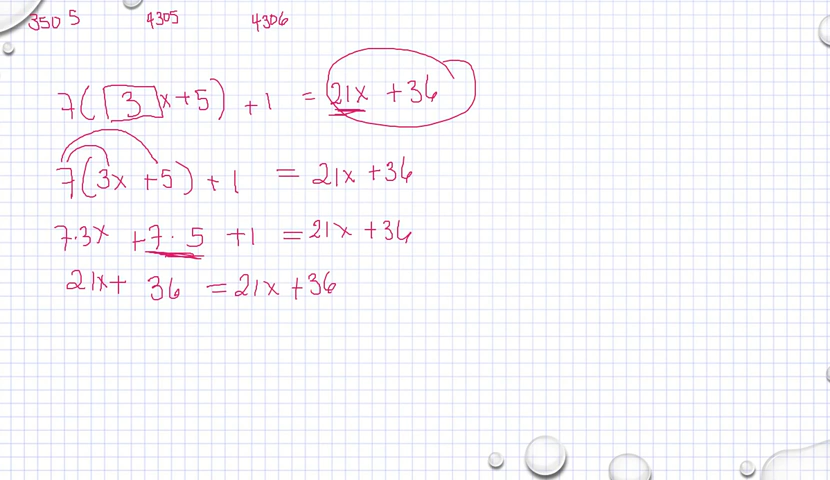 3505 4305 4306
7( 3 x+5) +1 = 21x +36
7(3x +5) +1 = 21x +36
7·3x +7·5 +1 = 21x +36
21x+ 36 = 21x +36